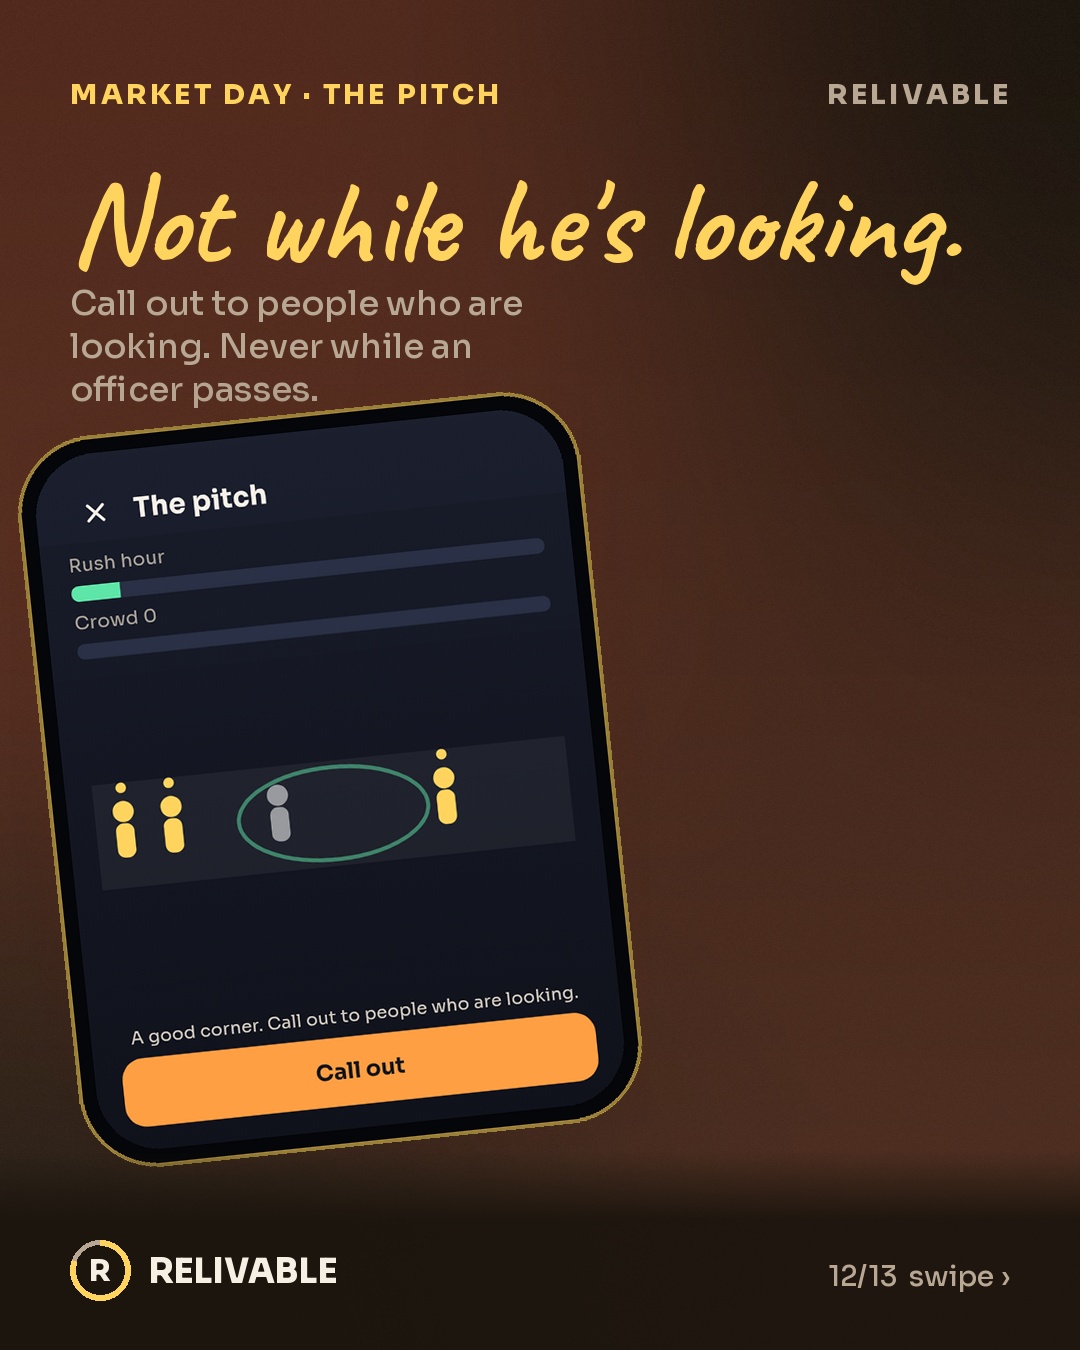 MARKET DAY · THE PITCH
RELIVABLE
Not while he's looking.
Call out to people who are
looking. Never while an
officer passes.
× The pitch
Rush hour
Crowd 0
A good corner. Call out to people who are looking.
Call out
R RELIVABLE
12/13 swipe ›